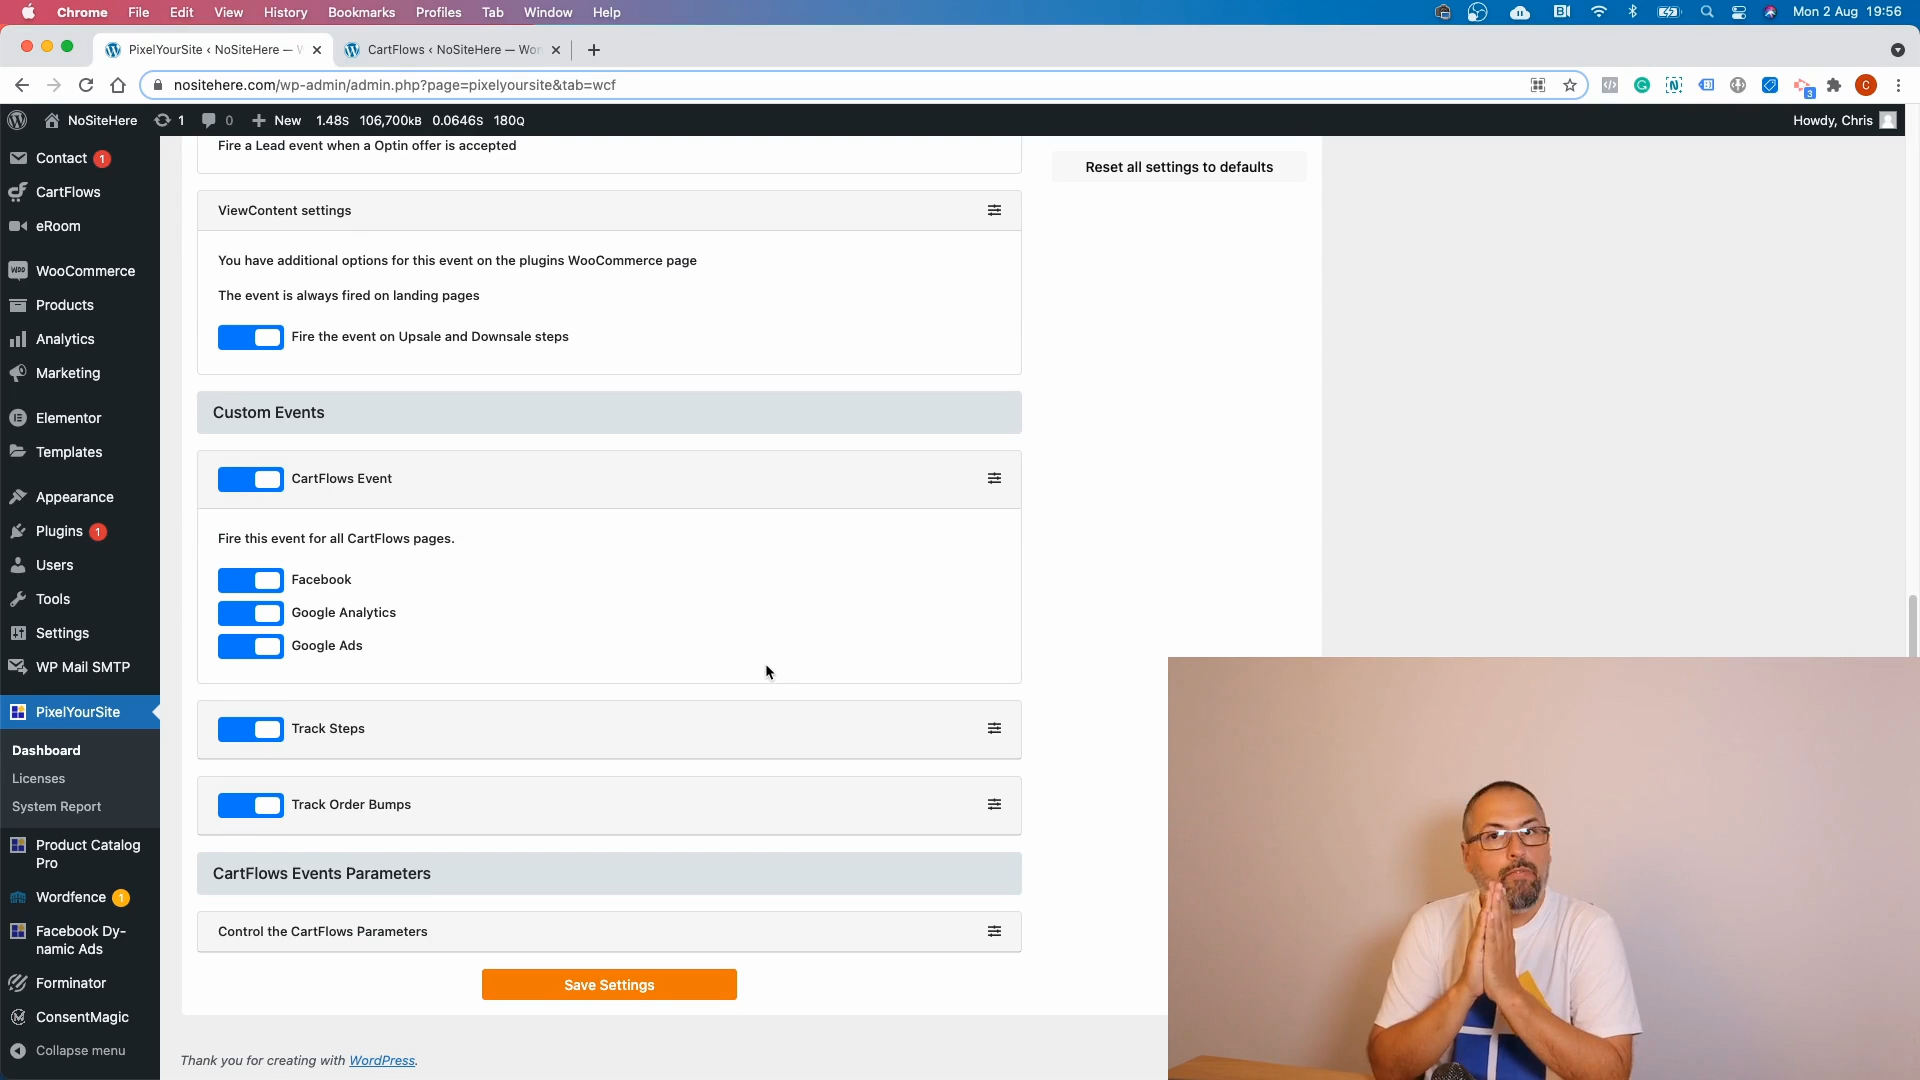 Chrome File Edit View History Bookmarks Profiles Tab Window Help
Mon 2 Aug 19:56
PixelYourSite ‹ NoSiteHere — W
CartFlows ‹ NoSiteHere — Wor
nositehere.com/wp-admin/admin.php?page=pixelyoursite&tab=wcf
3
C
NoSiteHere 1 0 New 1.48S 106,700KB 0.0646S 180Q
Howdy, Chris
Contact 1
CartFlows
eRoom
WooCommerce
Products
Analytics
Marketing
Elementor
Templates
Appearance
Plugins 1
Users
Tools
Settings
WP Mail SMTP
PixelYourSite
Dashboard
Licenses
System Report
Product Catalog
Pro
Wordfence 1
Facebook Dy-
namic Ads
Forminator
ConsentMagic
Collapse menu
Fire a Lead event when a Optin offer is accepted
Reset all settings to defaults
ViewContent settings
You have additional options for this event on the plugins WooCommerce page
The event is always fired on landing pages
Fire the event on Upsale and Downsale steps
Custom Events
CartFlows Event
Fire this event for all CartFlows pages.
Facebook
Google Analytics
Google Ads
Track Steps
Track Order Bumps
CartFlows Events Parameters
Control the CartFlows Parameters
Save Settings
Thank you for creating with WordPress.